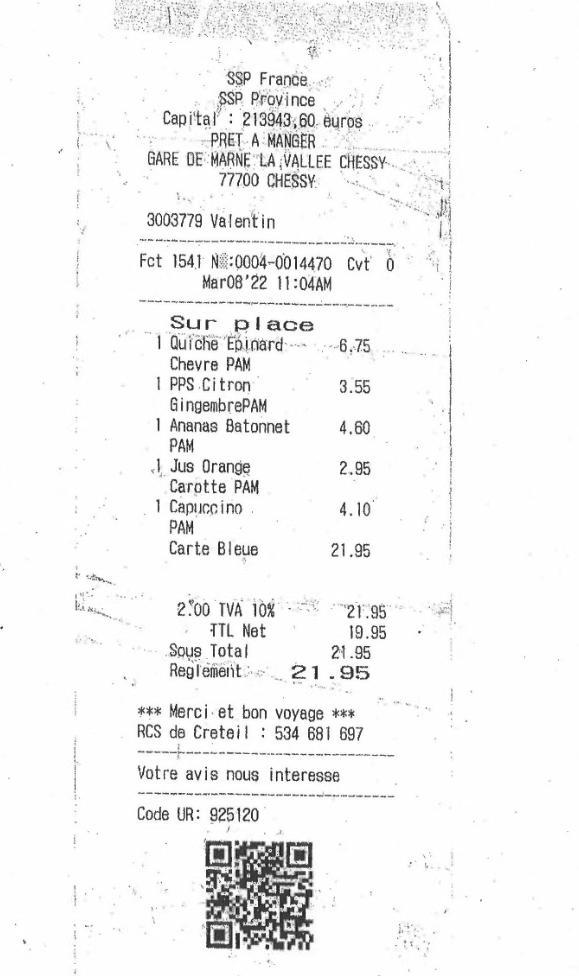 SSP France
SSP Province
Capital : 213943,60 euros
PRET A MANGER
GARE DE MARNE LA VALLEE CHESSY
77700 CHESSY
3003779 Valentin
Fct 1541 N :0004-0014470 Cvt 0
Mar08'22 11:04AM
Sur place
1 Quiche Epinard 6.75
Chevre PAM
1 PPS Citron 3.55
GingembrePAM
1 Ananas Batonnet 4.60
PAM
1 Jus Orange 2.95
Carotte PAM
1 Capuccino 4.10
PAM
Carte Bleue 21.95
2.00 TVA 10% 21.95
TTL Net 19.95
Sous Total 21.95
Reglement 21.95
*** Merci et bon voyage ***
RCS de Creteil : 534 681 697
Votre avis nous interesse
Code UR: 925120